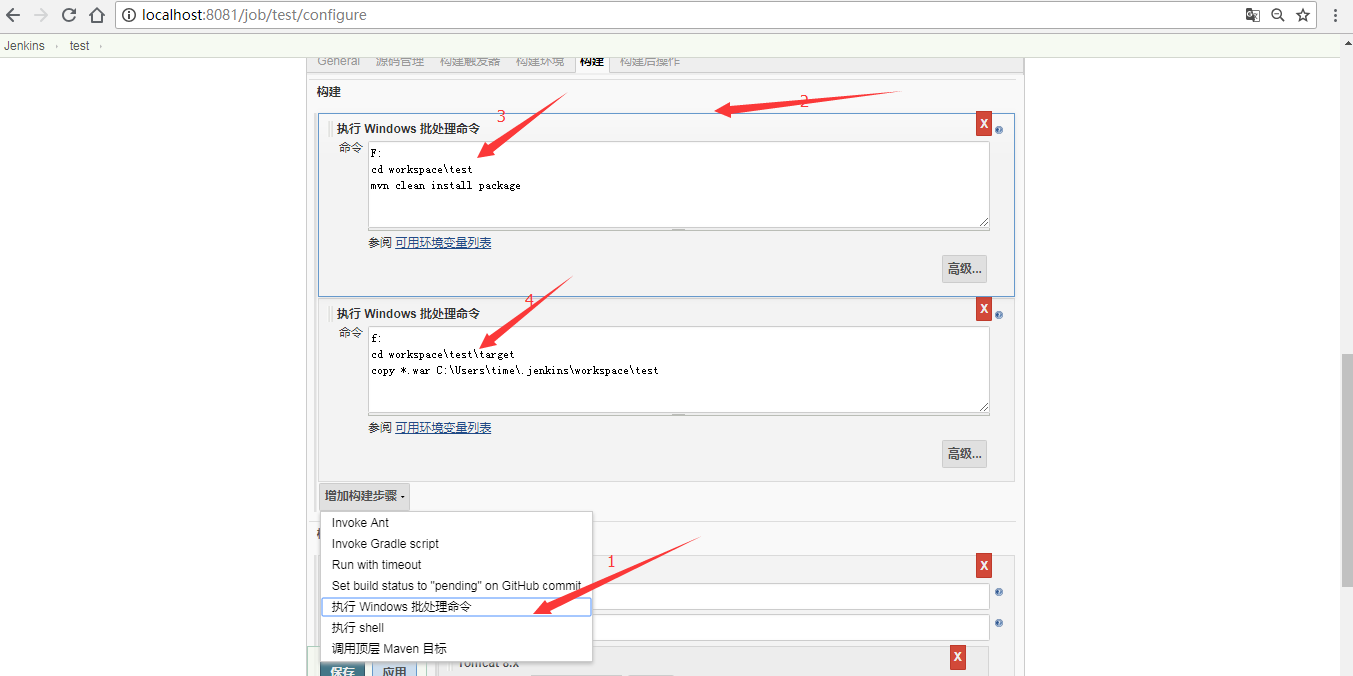 localhost:8081/job/test/configure
Jenkins › test ›
General 源码管理 构建触发器 构建环境 构建 构建后操作
构建
2
3
执行 Windows 批处理命令
X
命令
F:
cd workspace\test
mvn clean install package
参阅 可用环境变量列表
高级...
4
执行 Windows 批处理命令
X
命令
f:
cd workspace\test\target
copy *.war C:\Users\time\.jenkins\workspace\test
参阅 可用环境变量列表
高级...
增加构建步骤
Invoke Ant
Invoke Gradle script
X
Run with timeout
1
Set build status to "pending" on GitHub commit
执行 Windows 批处理命令
执行 shell
调用顶层 Maven 目标
X
Tomcat 8.x
保存 应用